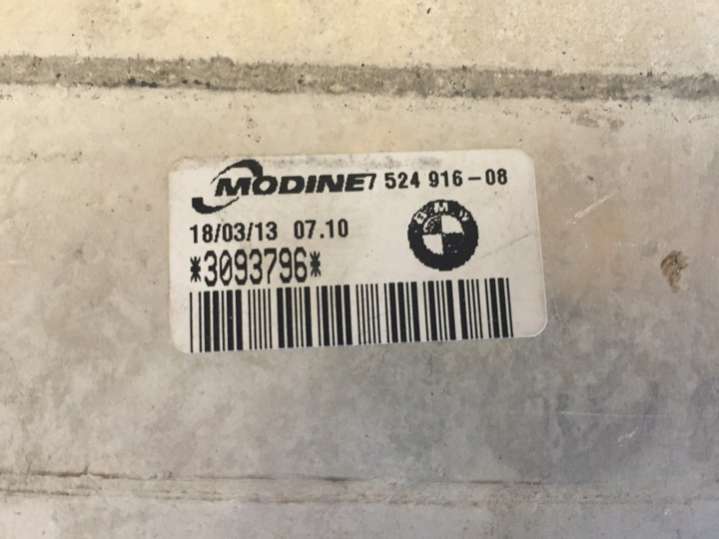 MODINE 7 524 916-08
18/03/13 07.10
BMW
*3093796*